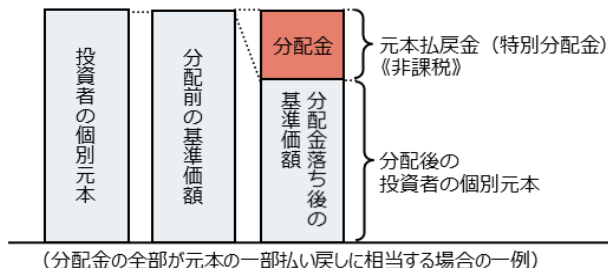 投資者の個別元本
分配前の基準価額
分配金
分配金落ち後の
基準価額
元本払戻金（特別分配金）
《非課税》
分配後の
投資者の個別元本
（分配金の全部が元本の一部払い戻しに相当する場合の一例）